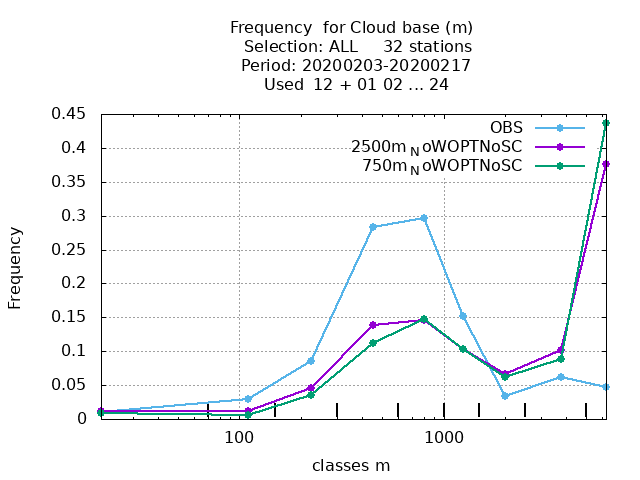 Frequency for Cloud base (m)
Selection: ALL 32 stations
Period: 20200203-20200217
Used 12 + 01 02 ... 24
0.45
0.4
0.35
0.3
0.25
0.2
0.15
0.1
0.05
0
Frequency
OBS
2500m_NoWOPTNoSC
750m_NoWOPTNoSC
100
1000
classes m